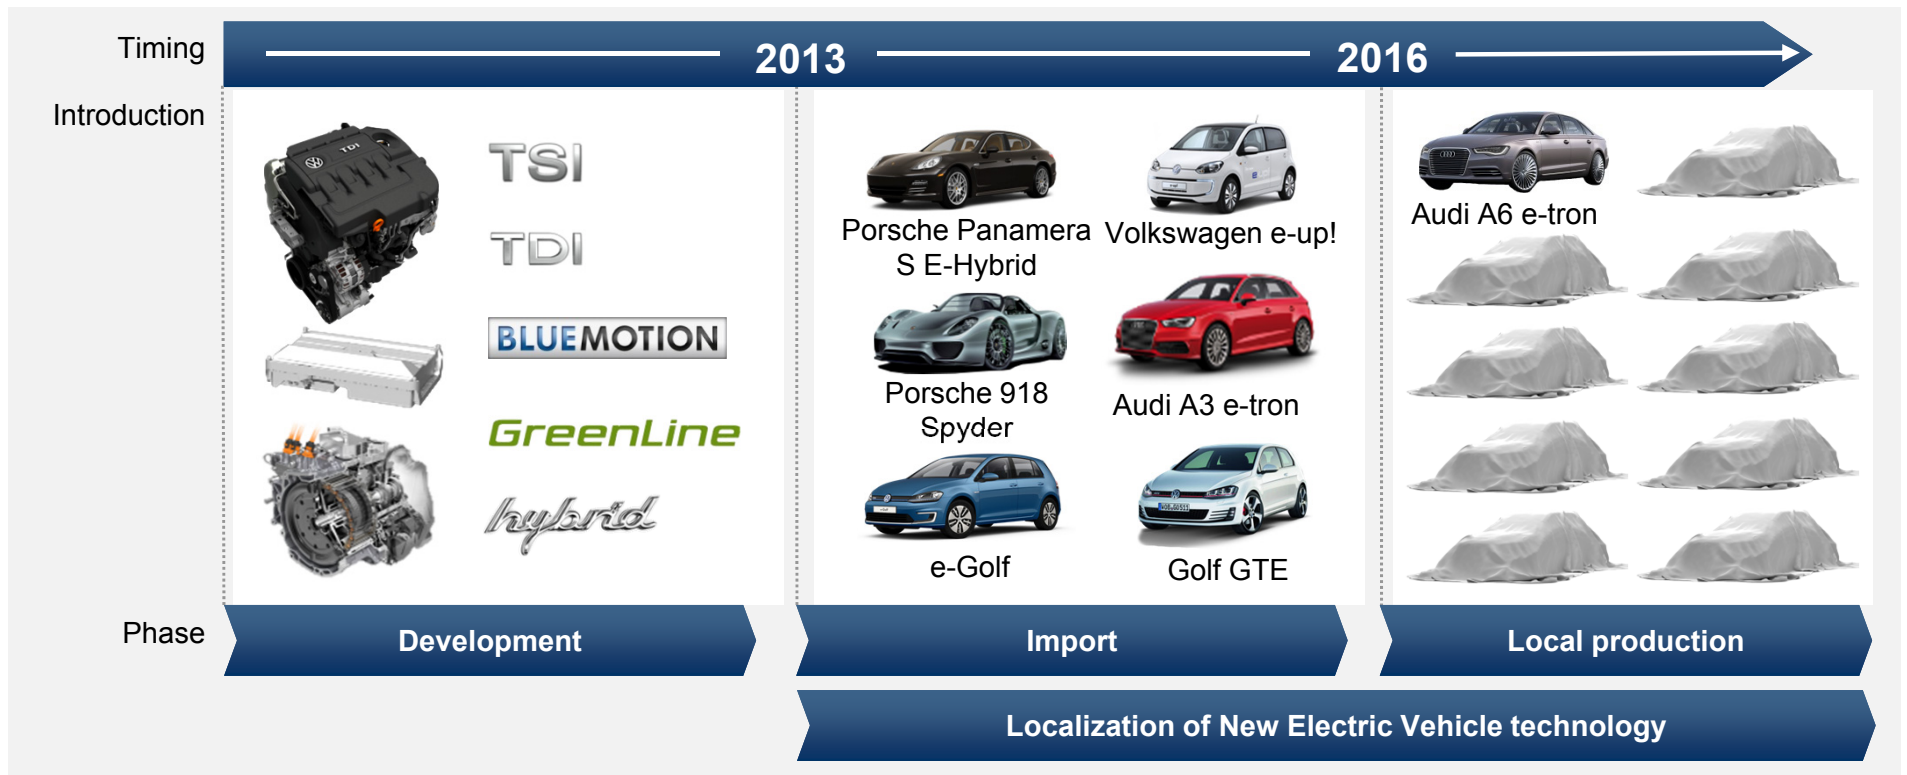 Timing
2013
2016
Introduction
TDI
TSI
TDI
BLUEMOTION
GreenLine
hybrid
Porsche Panamera
S E-Hybrid
Volkswagen e-up!
Porsche 918
Spyder
Audi A3 e-tron
e-Golf
Golf GTE
Audi A6 e-tron
Phase
Development
Import
Local production
Localization of New Electric Vehicle technology